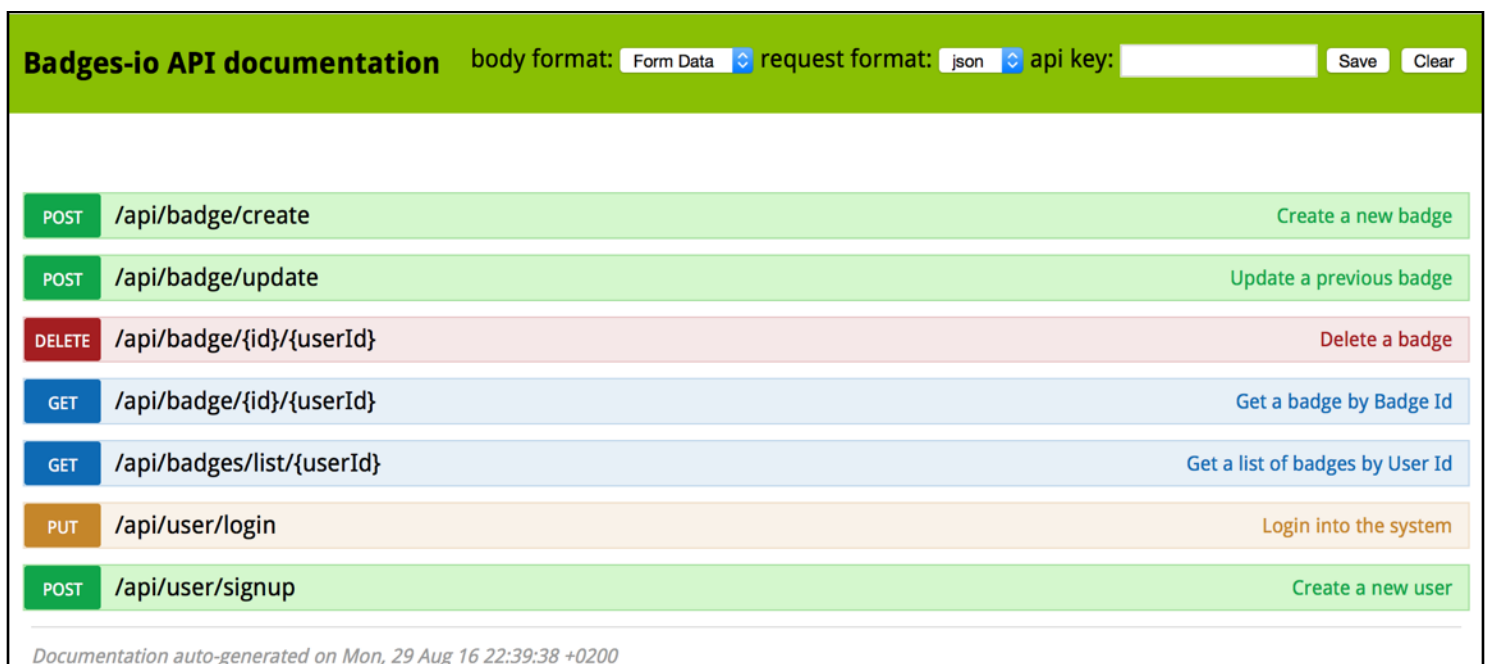 Badges-io API documentation body format: Form Data request format: json api key: Save Clear
POST /api/badge/create Create a new badge
POST /api/badge/update Update a previous badge
DELETE /api/badge/{id}/{userId} Delete a badge
GET /api/badge/{id}/{userId} Get a badge by Badge Id
GET /api/badges/list/{userId} Get a list of badges by User Id
PUT /api/user/login Login into the system
POST /api/user/signup Create a new user
Documentation auto-generated on Mon, 29 Aug 16 22:39:38 +0200